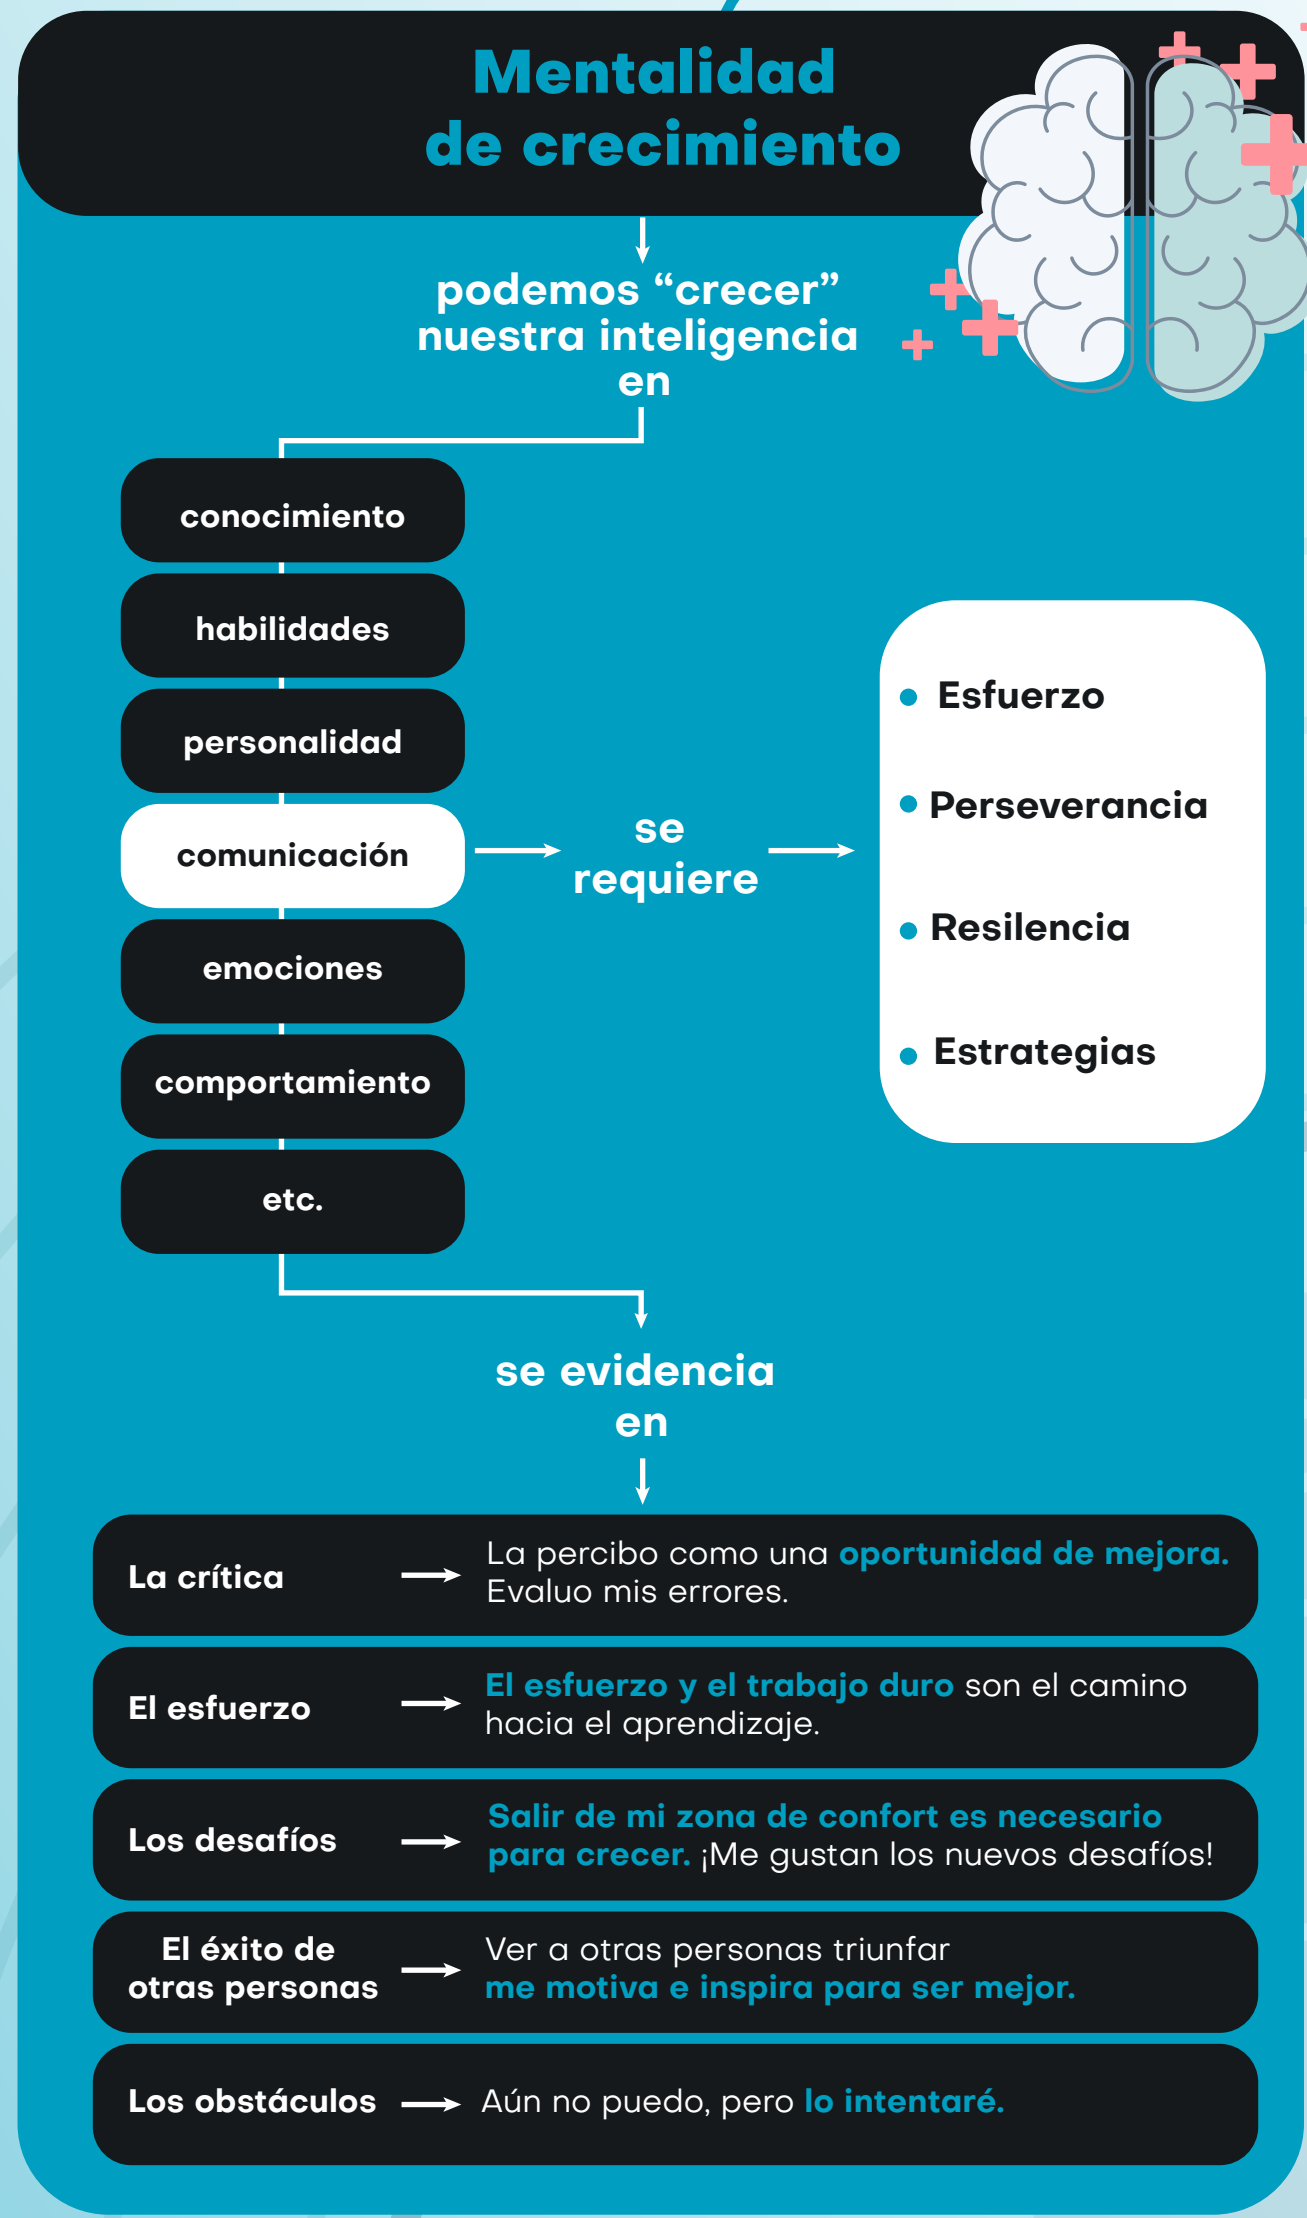 Mentalidad
de crecimiento
podemos “crecer”
nuestra inteligencia
en
conocimiento
habilidades
personalidad
comunicación
emociones
comportamiento
etc.
se
requiere
Esfuerzo
Perseverancia
Resilencia
Estrategias
se evidencia
en
La crítica
La percibo como una oportunidad de mejora.
Evaluo mis errores.
El esfuerzo
El esfuerzo y el trabajo duro son el camino
hacia el aprendizaje.
Los desafíos
Salir de mi zona de confort es necesario
para crecer. ¡Me gustan los nuevos desafíos!
El éxito de
otras personas
Ver a otras personas triunfar
me motiva e inspira para ser mejor.
Los obstáculos
Aún no puedo, pero lo intentaré.